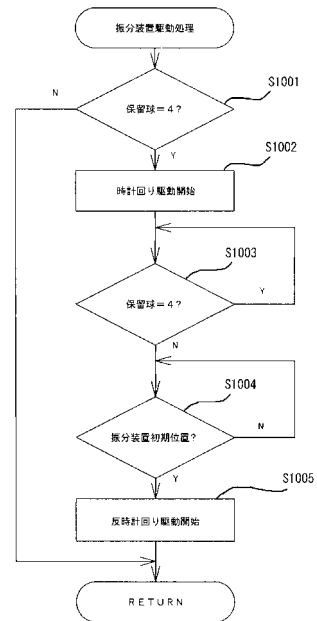 振分装置駆動処理
S1001
N
保留球=4?
Y
S1002
時計回り駆動開始
S1003
保留球=4?
Y
N
S1004
振分装置初期位置?
N
Y
S1005
反時計回り駆動開始
RETURN